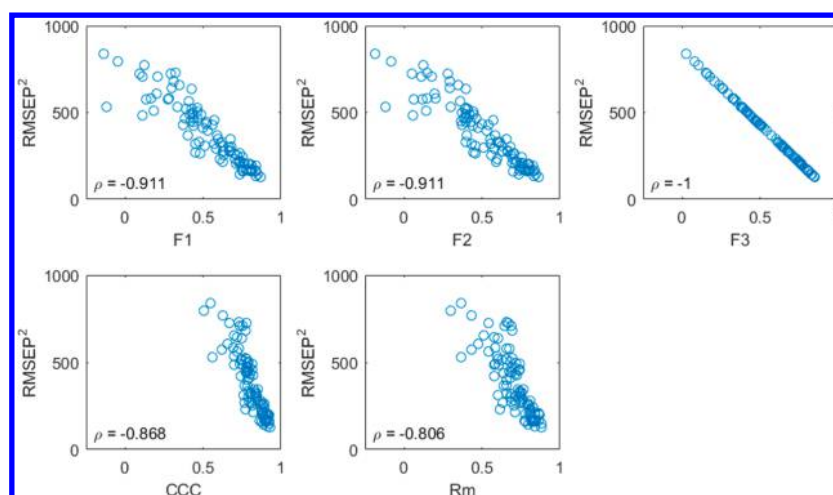 1000
500
0
RMSEP²
ρ = -0.911
0
0.5
1
F1
1000
500
0
RMSEP²
ρ = -0.911
0
0.5
1
F2
1000
500
0
RMSEP²
ρ = -1
0
0.5
F3
1000
500
0
RMSEP²
ρ = -0.868
0
0.5
1
CCC
1000
500
0
RMSEP²
ρ = -0.806
0
0.5
1
Rm